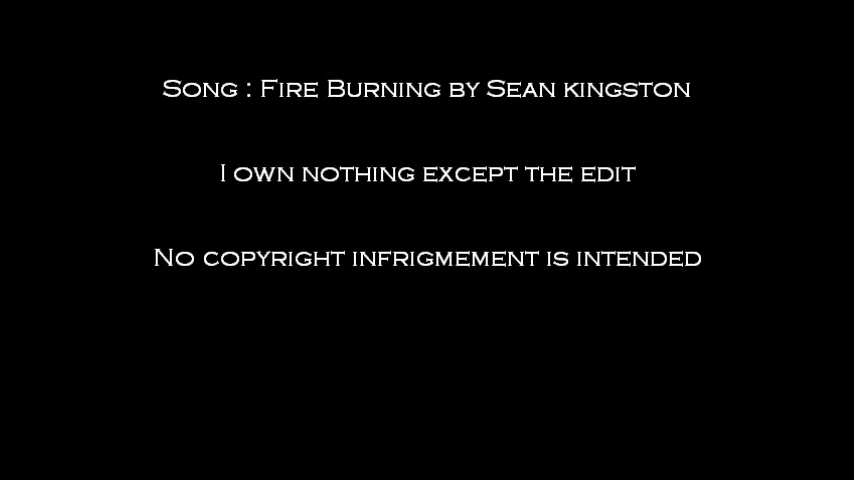 Song : Fire Burning by Sean kingston
I own nothing except the edit
No copyright infrigmement is intended